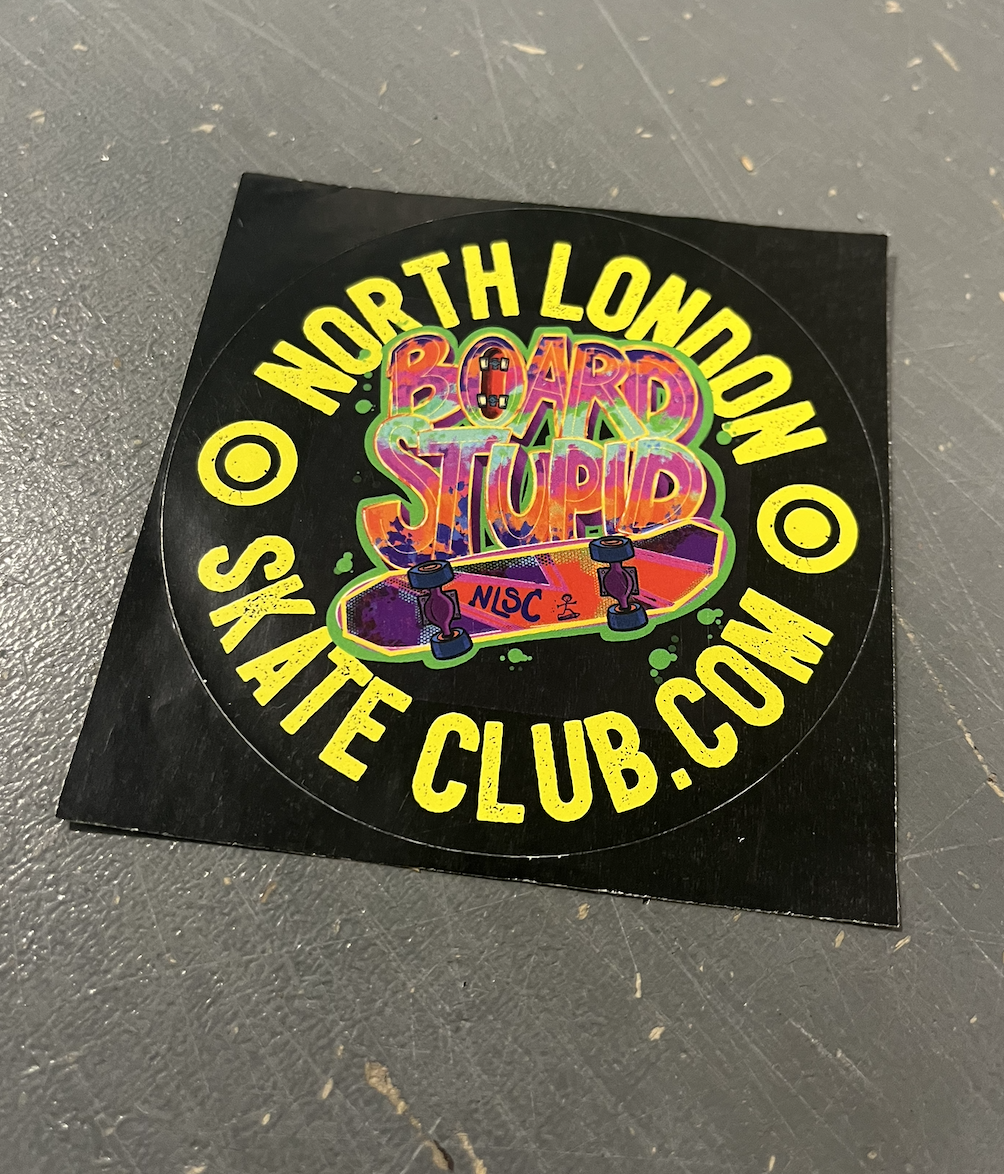 NORTH LONDON
BOARD
STUPID
NLSC
SKATE CLUB.COM